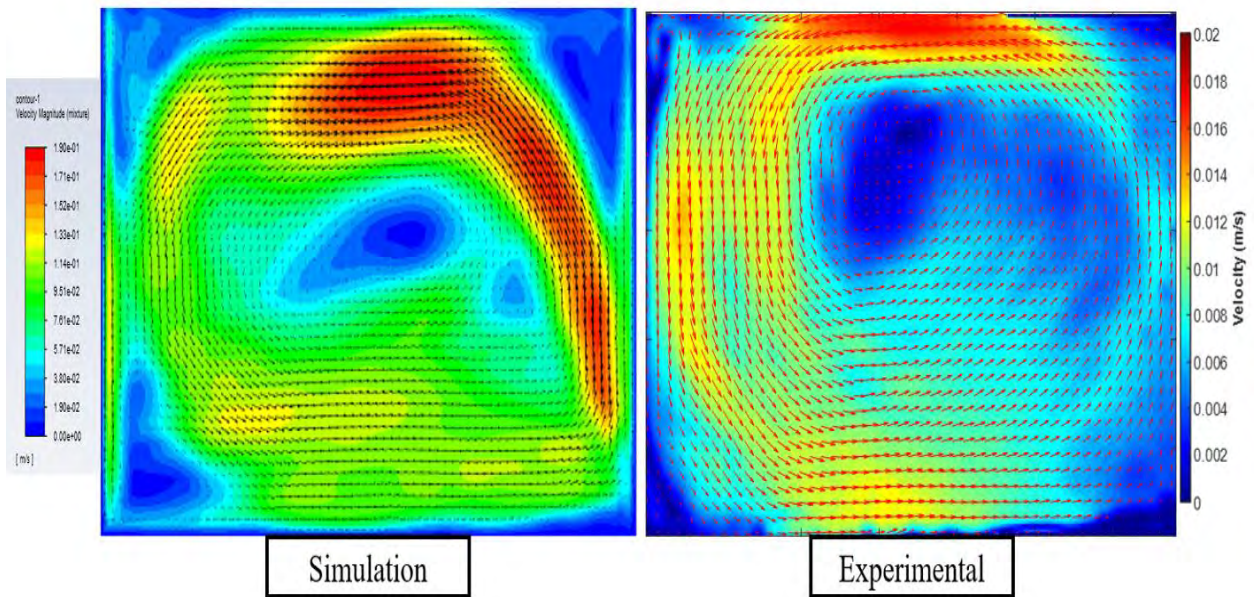 contour-1
Velocity Magnitude (mixture)
1.90e-01
1.71e-01
1.52e-01
1.33e-01
1.14e-01
9.51e-02
7.61e-02
5.71e-02
3.80e-02
1.90e-02
0.00e+00
[ m/s ]
0.02
0.018
0.016
0.014
0.012
0.01
0.008
0.006
0.004
0.002
0
Velocity (m/s)
Simulation
Experimental